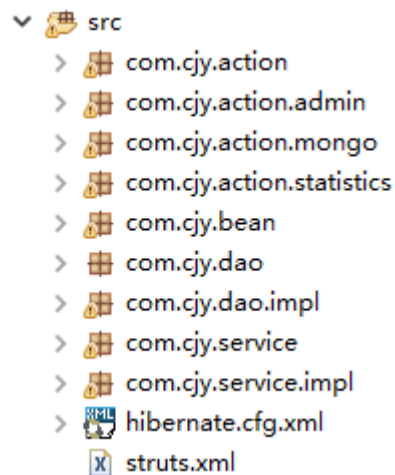 src
com.cjy.action
com.cjy.action.admin
com.cjy.action.mongo
com.cjy.action.statistics
com.cjy.bean
com.cjy.dao
com.cjy.dao.impl
com.cjy.service
com.cjy.service.impl
hibernate.cfg.xml
struts.xml